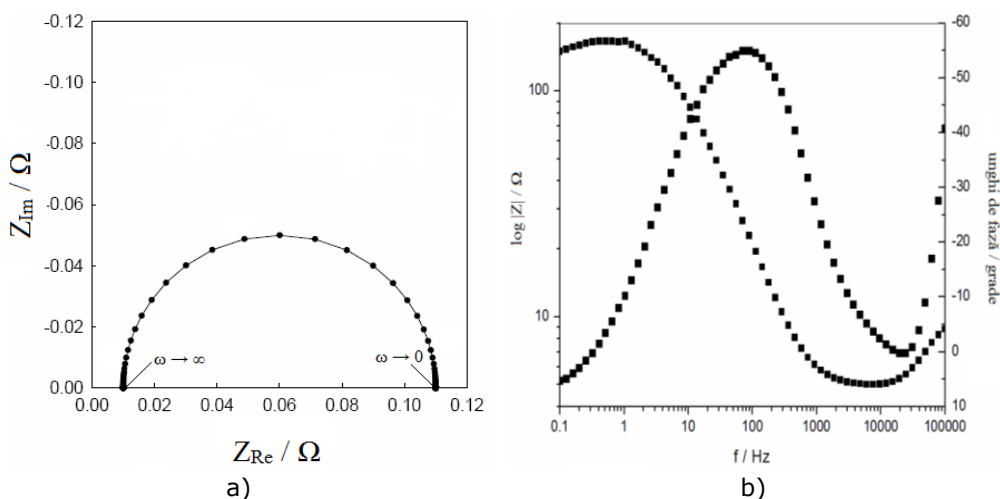 -0.12
-0.10
-0.08
-0.06
-0.04
-0.02
0.00
Z_Im / Ω
ω → ∞
ω → 0
0.00 0.02 0.04 0.06 0.08 0.10 0.12
Z_Re / Ω
a)
100
10
log |Z| / Ω
-60
-50
-40
-30
-20
-10
0
10
unghi de fază / grade
0.1 1 10 100 1000 10000 100000
f / Hz
b)